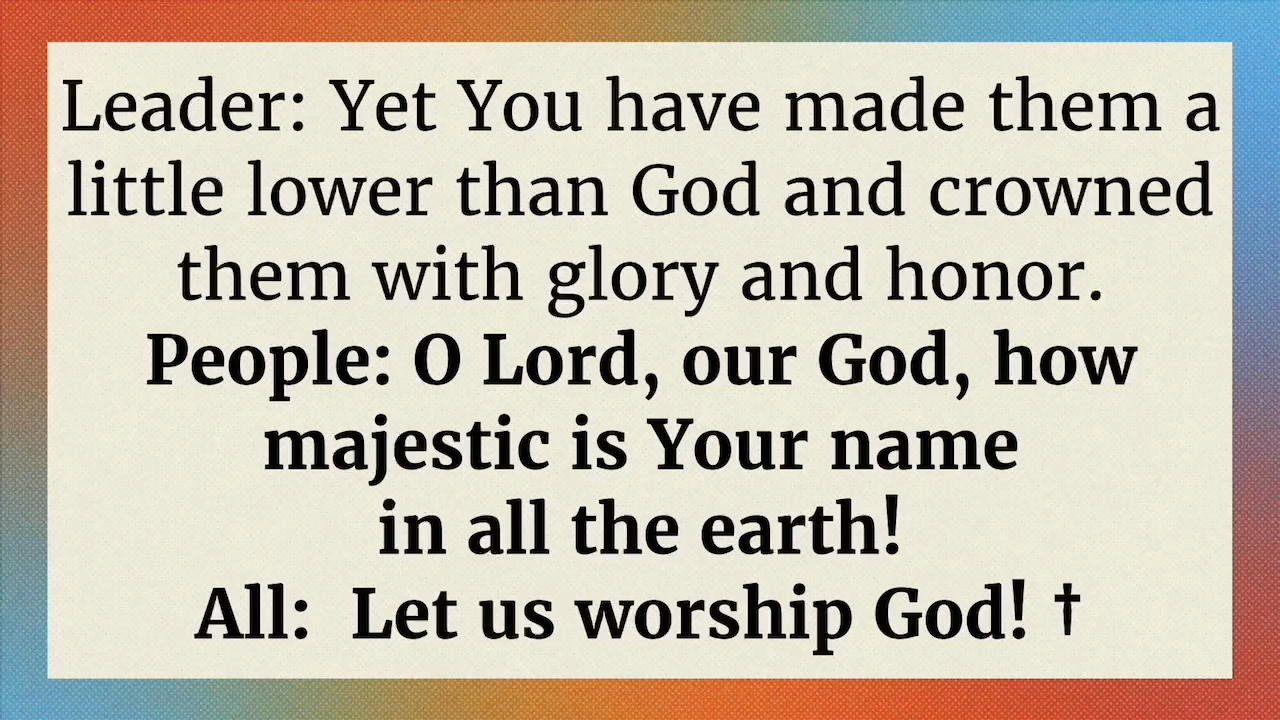 Leader: Yet You have made them a
little lower than God and crowned
them with glory and honor.
People: O Lord, our God, how
majestic is Your name
in all the earth!
All:  Let us worship God! †